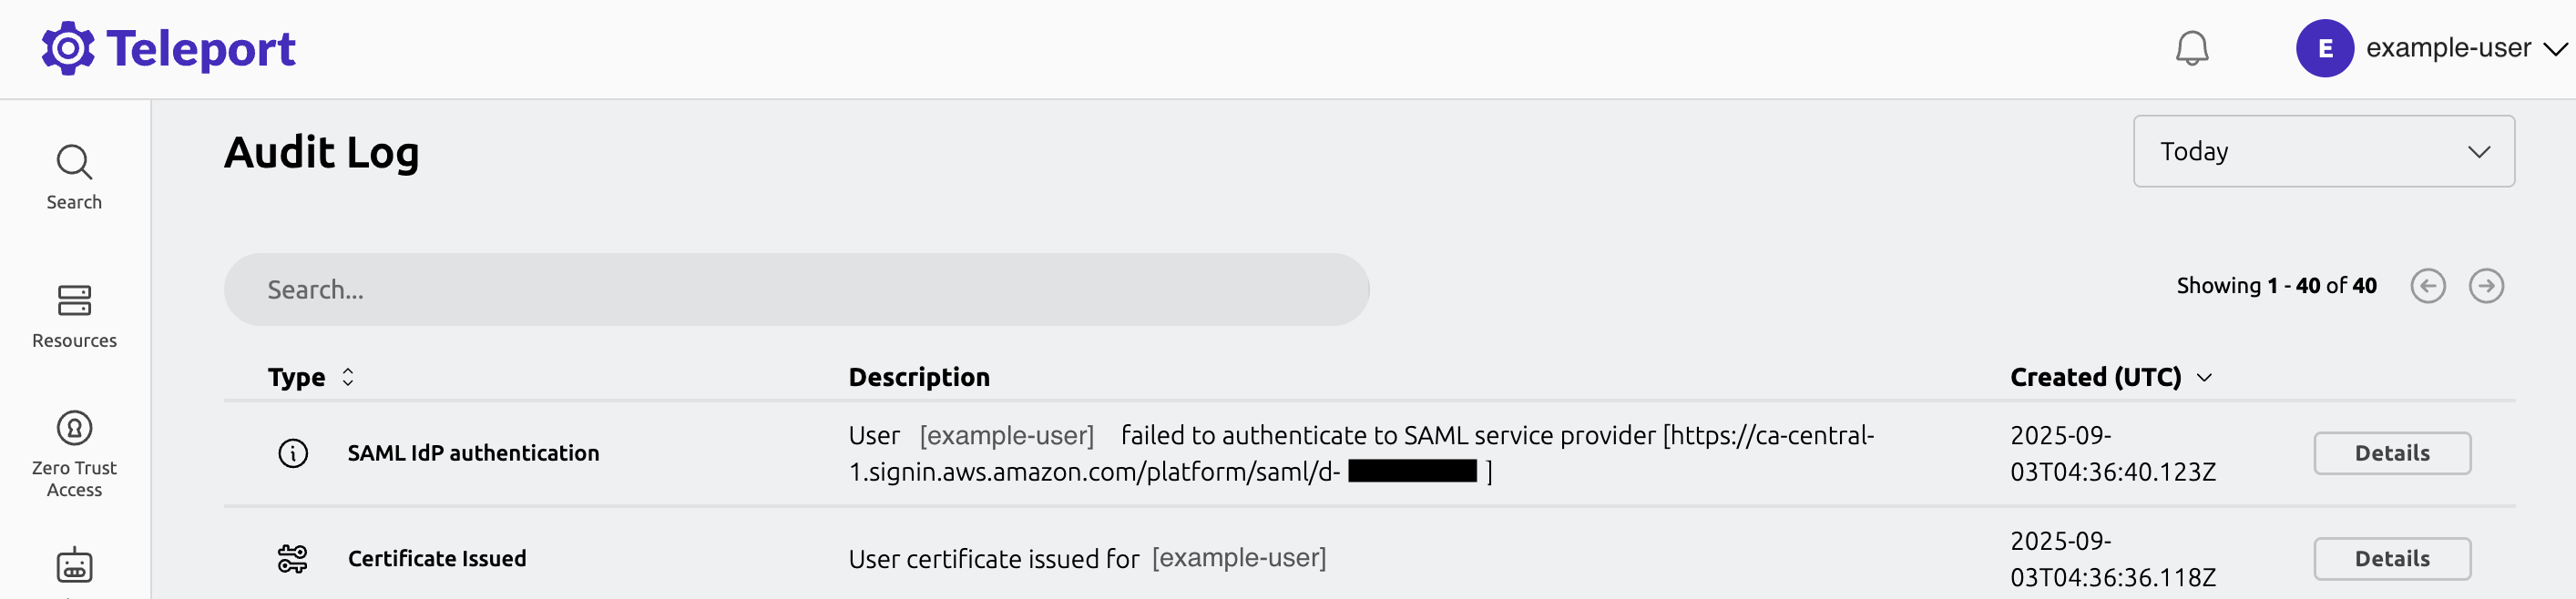 Teleport
E example-user
Search
Resources
Zero Trust
Access
Audit Log
Today
Search...
Showing 1 - 40 of 40
Type Description Created (UTC)
SAML IdP authentication
User [example-user] failed to authenticate to SAML service provider [https://ca-central-
1.signin.aws.amazon.com/platform/saml/d- ]
2025-09-
03T04:36:40.123Z
Details
Certificate Issued
User certificate issued for [example-user]
2025-09-
03T04:36:36.118Z
Details